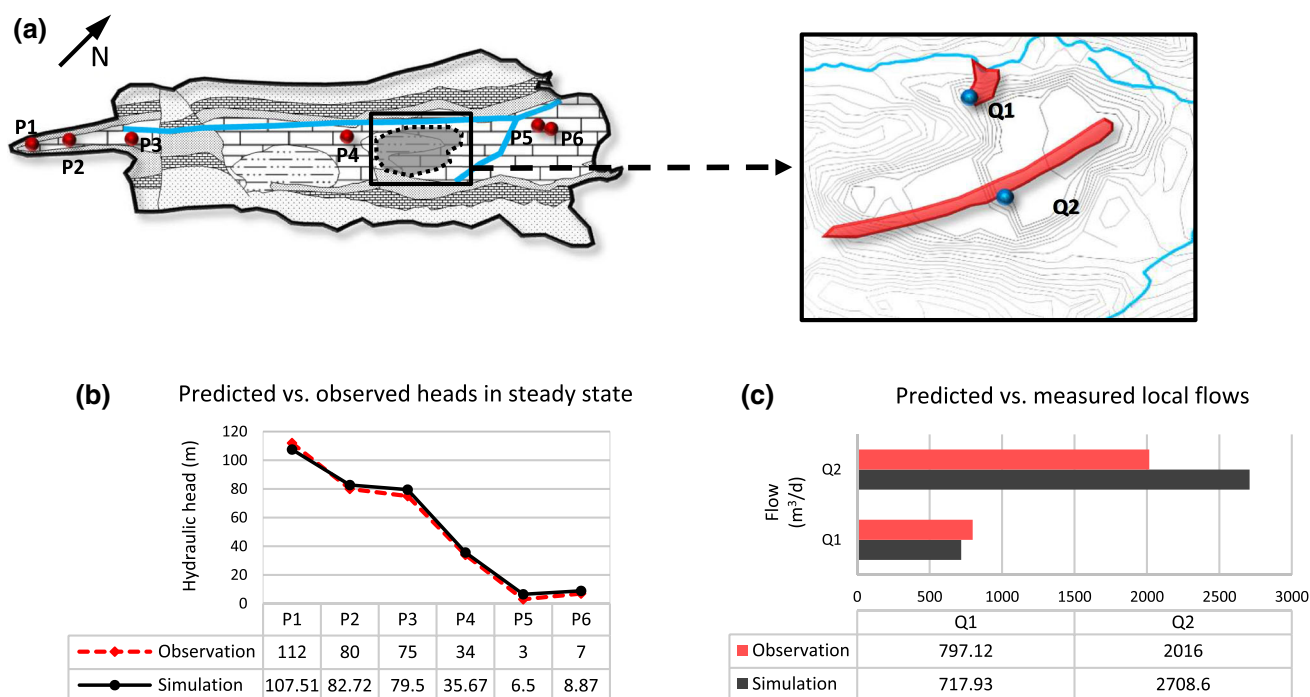 (a)
N
P1
P2
P3
P4
P5
P6
Q1
Q2
(b) Predicted vs. observed heads in steady state
Hydraulic head (m)
120
100
80
60
40
20
0
P1 P2 P3 P4 P5 P6
Observation 112 80 75 34 3 7
Simulation 107.51 82.72 79.5 35.67 6.5 8.87
(c) Predicted vs. measured local flows
Flow
(m³/d)
Q2
Q1
0 500 1000 1500 2000 2500 3000
Q1 Q2
Observation 797.12 2016
Simulation 717.93 2708.6